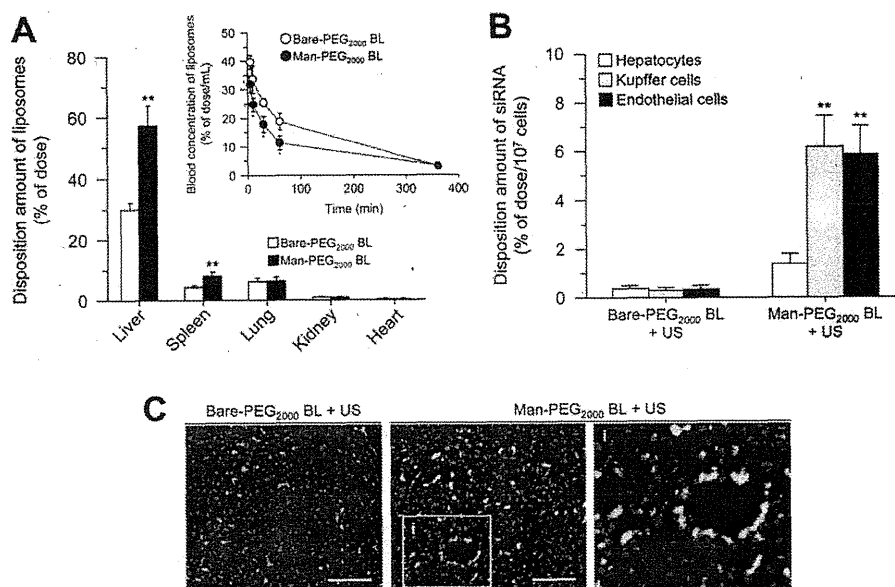 A
Disposition amount of liposomes
(% of dose)
80
60
40
20
0
**
**
Liver
Spleen
Lung
Kidney
Heart
Bare-PEG2000 BL
Man-PEG2000 BL
Blood concentration of liposomes
(% of dose/mL)
50
40
30
20
10
0
0
100
200
300
400
Time (min)
Bare-PEG2000 BL
Man-PEG2000 BL
B
Disposition amount of siRNA
(% of dose/10^7 cells)
10
8
6
4
2
0
Hepatocytes
Kupffer cells
Endothelial cells
**
**
Bare-PEG2000 BL
+ US
Man-PEG2000 BL
+ US
C
Bare-PEG2000 BL + US
Man-PEG2000 BL + US
i
i